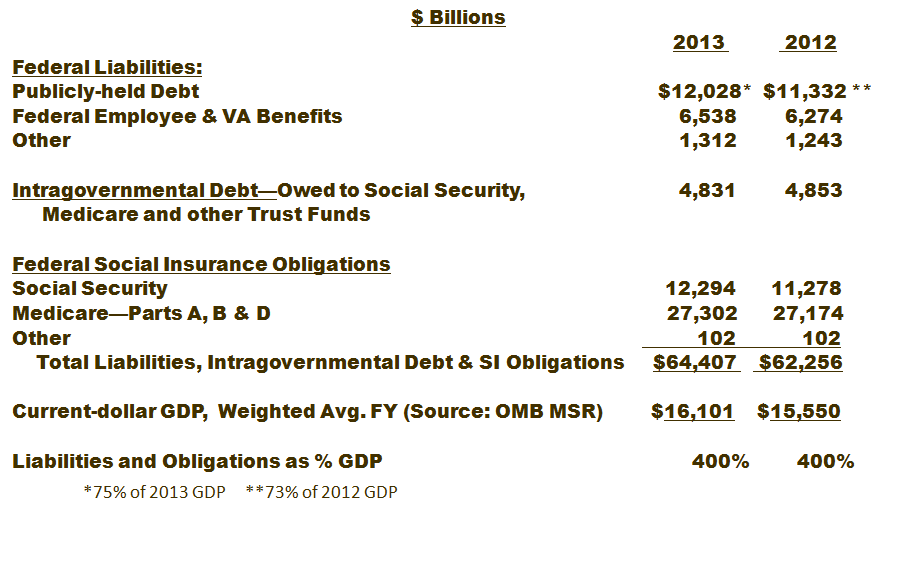 $ Billions
2013 2012
Federal Liabilities:
Publicly-held Debt $12,028* $11,332 **
Federal Employee & VA Benefits 6,538 6,274
Other 1,312 1,243
Intragovernmental Debt—Owed to Social Security, 4,831 4,853
Medicare and other Trust Funds
Federal Social Insurance Obligations
Social Security 12,294 11,278
Medicare—Parts A, B & D 27,302 27,174
Other 102 102
Total Liabilities, Intragovernmental Debt & SI Obligations $64,407 $62,256
Current-dollar GDP, Weighted Avg. FY (Source: OMB MSR) $16,101 $15,550
Liabilities and Obligations as % GDP 400% 400%
*75% of 2013 GDP **73% of 2012 GDP